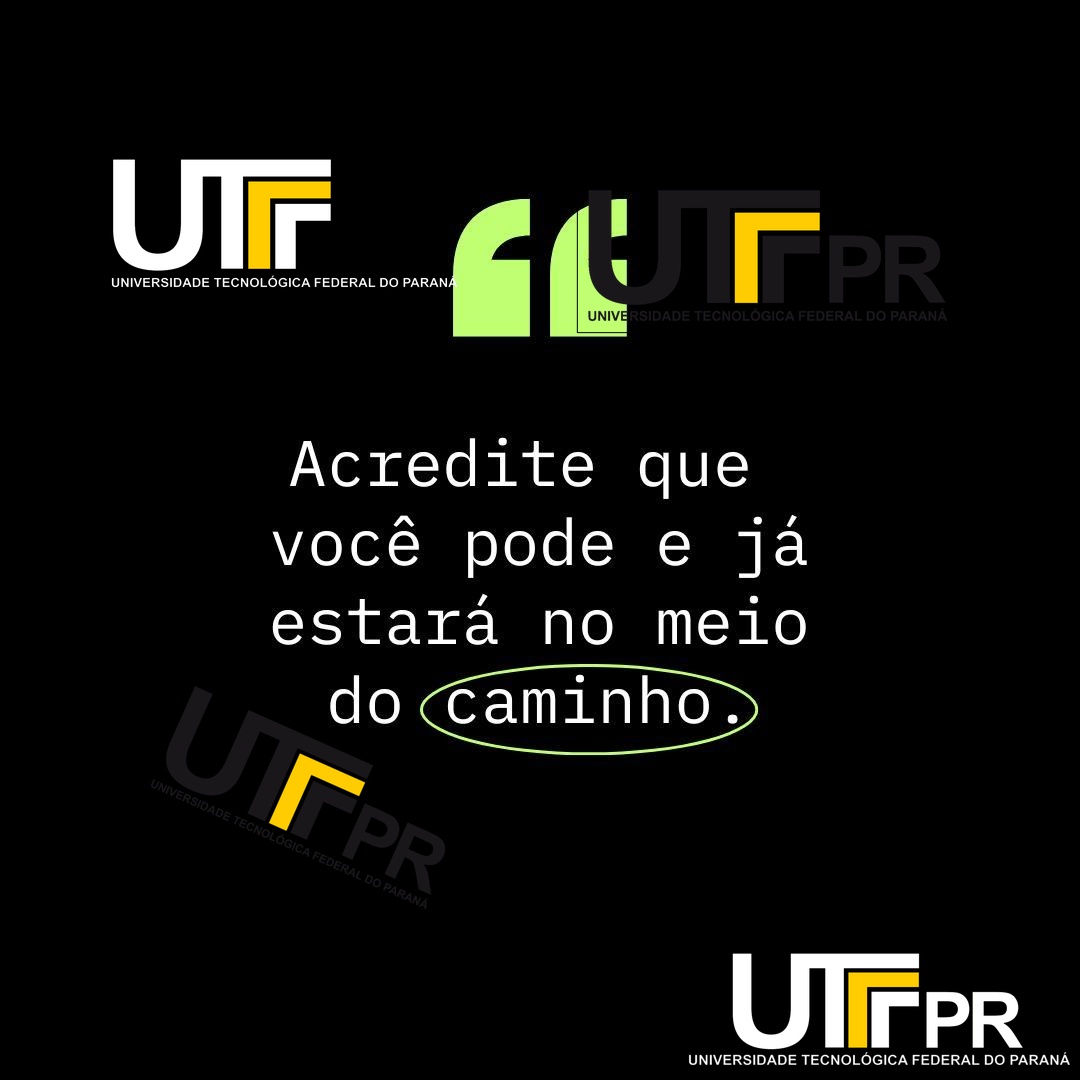 UTF
UNIVERSIDADE TECNOLÓGICA FEDERAL DO PARANÁ
UTFPR
UNIVERSIDADE TECNOLÓGICA FEDERAL DO PARANÁ
“
Acredite que
você pode e já
estará no meio
do caminho.
UTFPR
UNIVERSIDADE TECNOLÓGICA FEDERAL DO PARANÁ
UTFPR
UNIVERSIDADE TECNOLÓGICA FEDERAL DO PARANÁ